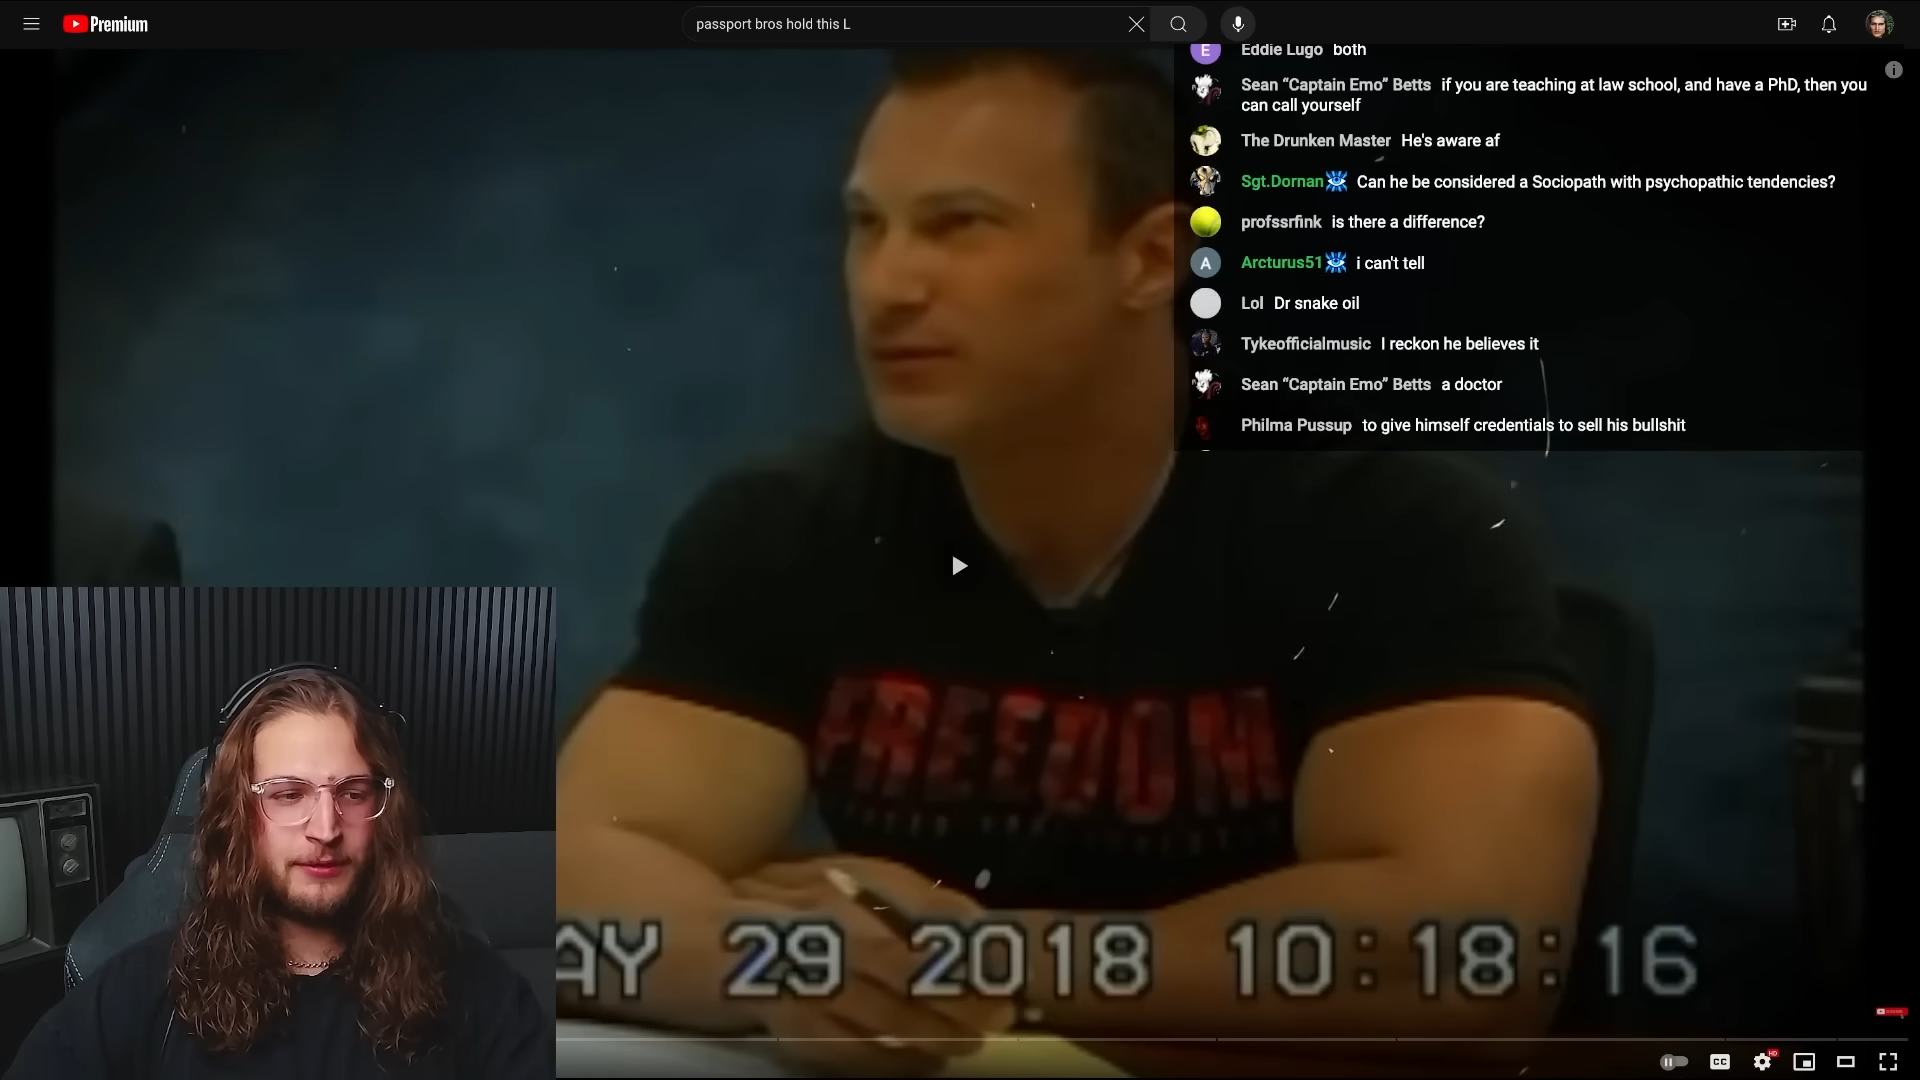 Premium
passport bros hold this L
E Eddie Lugo both
Sean “Captain Emo” Betts if you are teaching at law school, and have a PhD, then you
can call yourself
The Drunken Master He's aware af
Sgt.Dornan Can he be considered a Sociopath with psychopathic tendencies?
profssrfink is there a difference?
A Arcturus51 i can't tell
Lol Dr snake oil
Tykeofficialmusic I reckon he believes it
Sean “Captain Emo” Betts a doctor
Philma Pussup to give himself credentials to sell his bullshit
FREEDOM
AY 29 2018 10:18:16
CC
HD